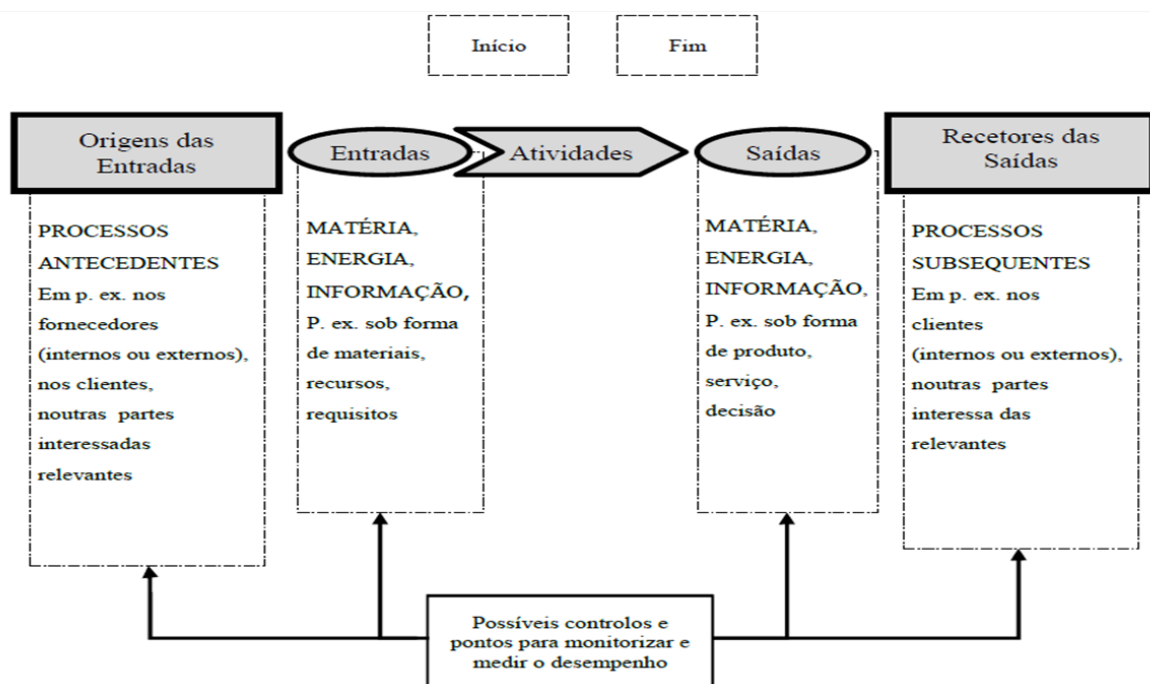 Início
Fim
Origens das
Entradas
Entradas
Atividades
Saídas
Recetores das
Saídas
PROCESSOS
ANTECEDENTES
Em p. ex. nos
fornecedores
(internos ou externos),
nos clientes,
noutras partes
interessadas
relevantes
MATÉRIA,
ENERGIA,
INFORMAÇÃO,
P. ex. sob forma
de materiais,
recursos,
requisitos
MATÉRIA,
ENERGIA,
INFORMAÇÃO,
P. ex. sob forma
de produto,
serviço,
decisão
PROCESSOS
SUBSEQUENTES
Em p. ex. nos
clientes
(internos ou externos),
noutras partes
interessa das
relevantes
Possíveis controlos e
pontos para monitorizar e
medir o desempenho